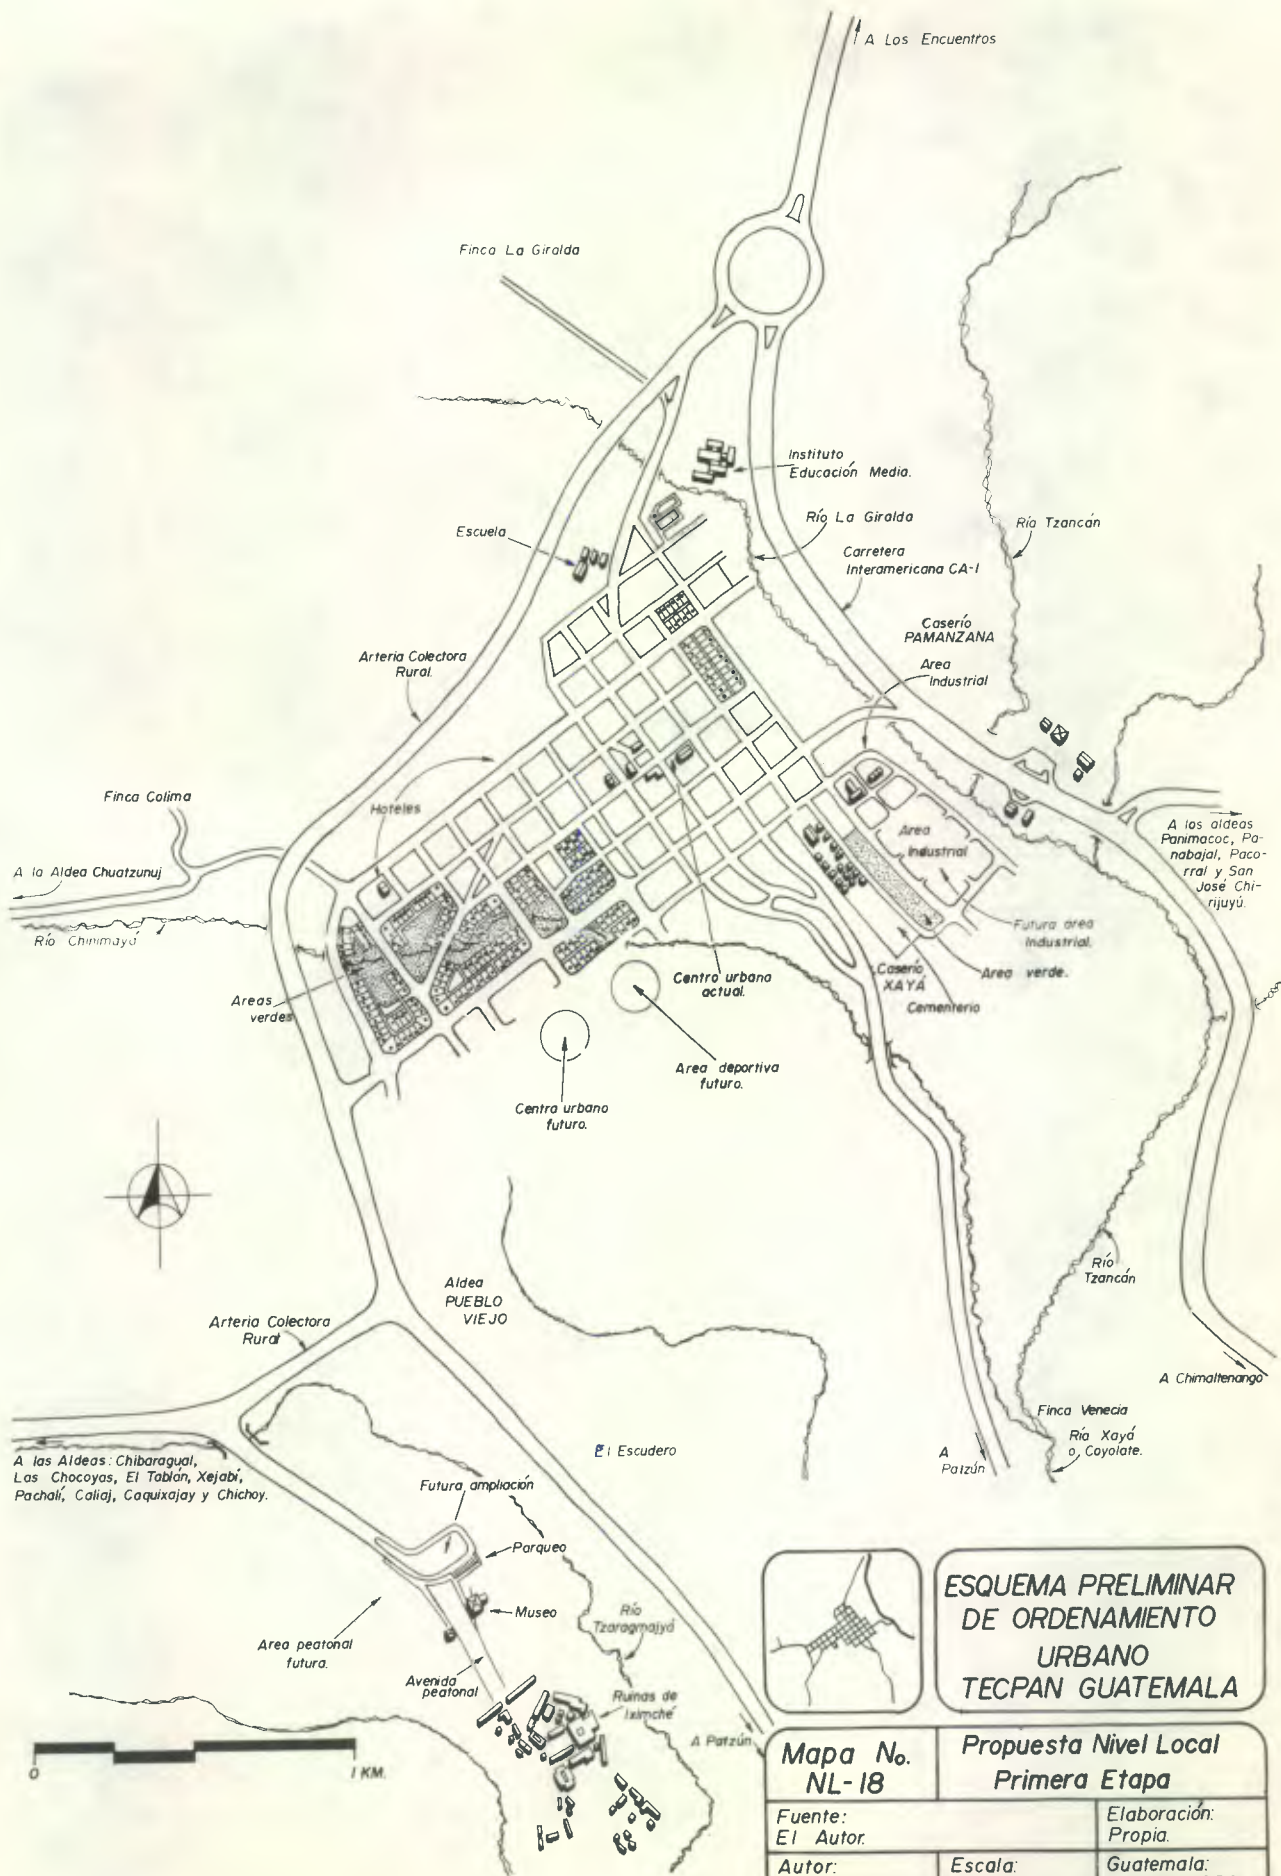 A Los Encuentros
Finca La Giralda
Instituto
Educación Media.
Río La Giralda
Río Tzancán
Escuela
Carretera
Interamericana CA-1
Caserío
PAMANZANA
Area
Industrial
Arteria Colectora
Rural.
Hoteles
Finca Colima
A la Aldea Chuatzunuj
Río Chinimayá
Area
Industrial
A las aldeas
Panimacoc, Pa-
nabajal, Paco-
rral y San
José Chi-
rijuyú.
Futura area
Industrial.
Area verde.
Caserío
XAYÁ
Cementerio
Centro urbano
actual.
Areas
verdes
Area deportiva
futuro.
Centro urbano
futuro.
Aldea
PUEBLO
VIEJO
Río
Tzancán
Arteria Colectora
Rural
A Chimaltenango
Finca Venecia
Río Xayá
o, Coyolate.
A
Patzún
El Escudero
A las Aldeas: Chibaragual,
Las Chocoyas, El Tablón, Xejabí,
Pachalí, Caliaj, Caquixajay y Chichoy.
Futura ampliación
Parqueo
Museo
Río
Tzaragmajyá
Area peatonal
futura.
Avenida
peatonal
Ruinas de
Iximché
A Patzún
0
1 KM.
ESQUEMA PRELIMINAR
DE ORDENAMIENTO
URBANO
TECPAN GUATEMALA
Mapa No.
NL-18
Propuesta Nivel Local
Primera Etapa
Fuente:
El Autor.
Elaboración:
Propia.
Autor:
Escala:
Guatemala: